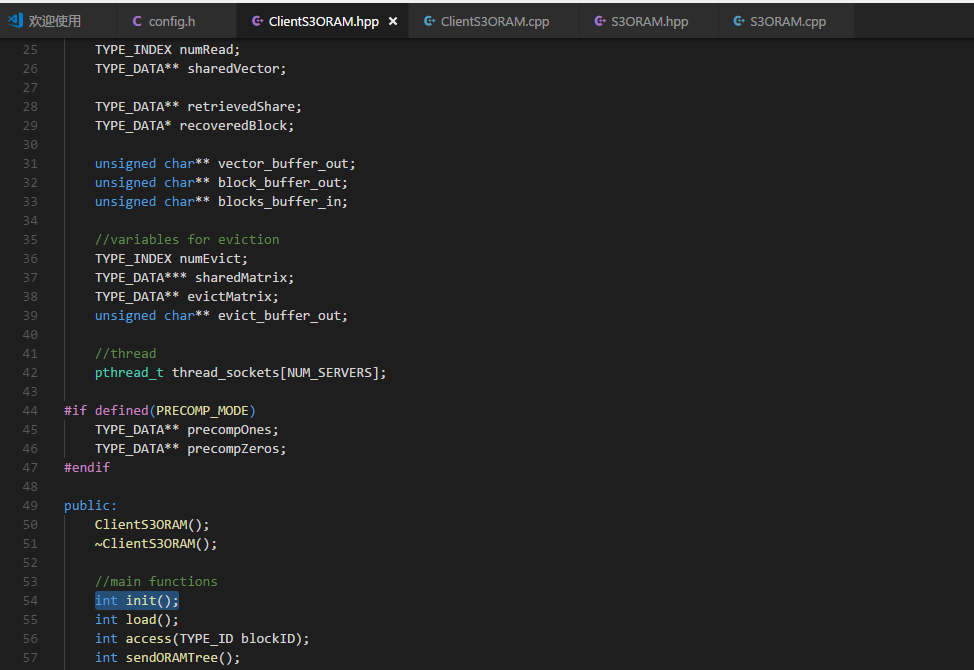 欢迎使用 config.h ClientS3ORAM.hpp ClientS3ORAM.cpp S3ORAM.hpp S3ORAM.cpp
25 TYPE_INDEX numRead;
26 TYPE_DATA** sharedVector;
27
28 TYPE_DATA** retrievedShare;
29 TYPE_DATA* recoveredBlock;
30
31 unsigned char** vector_buffer_out;
32 unsigned char** block_buffer_out;
33 unsigned char** blocks_buffer_in;
34
35 //variables for eviction
36 TYPE_INDEX numEvict;
37 TYPE_DATA*** sharedMatrix;
38 TYPE_DATA** evictMatrix;
39 unsigned char** evict_buffer_out;
40
41 //thread
42 pthread_t thread_sockets[NUM_SERVERS];
43
44 #if defined(PRECOMP_MODE)
45 TYPE_DATA** precompOnes;
46 TYPE_DATA** precompZeros;
47 #endif
48
49 public:
50 ClientS3ORAM();
51 ~ClientS3ORAM();
52
53 //main functions
54 int init();
55 int load();
56 int access(TYPE_ID blockID);
57 int sendORAMTree();